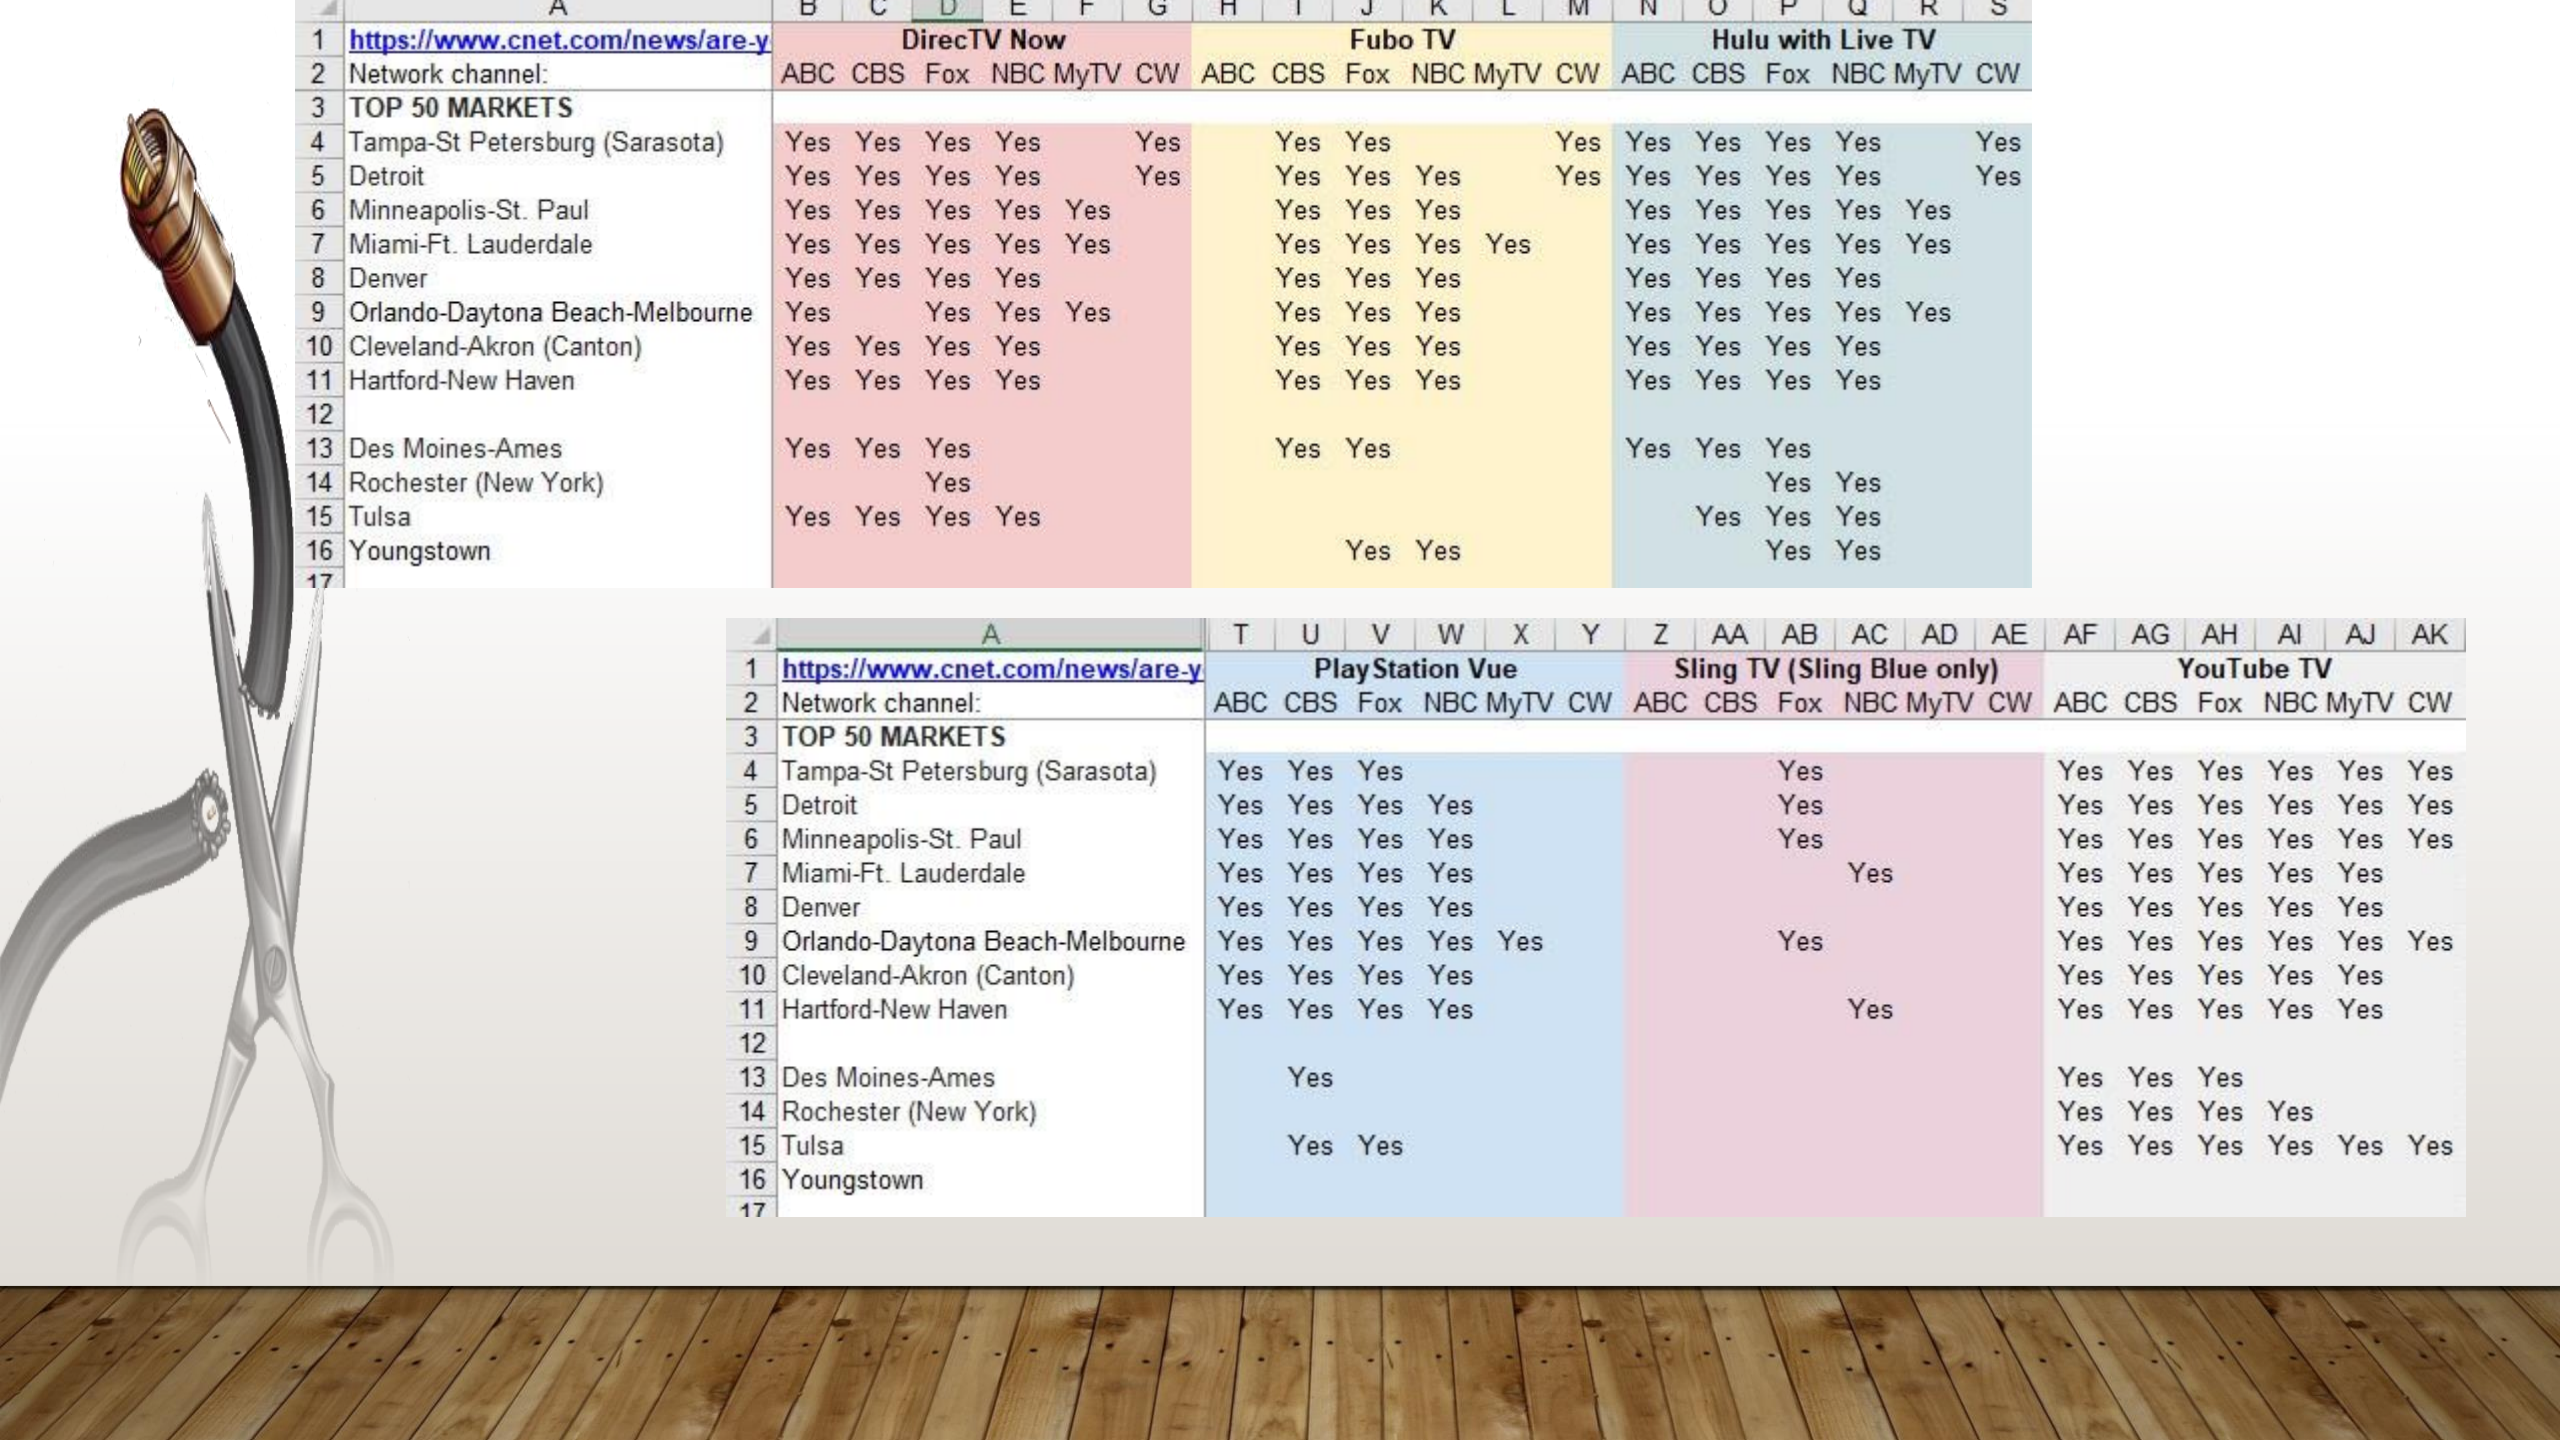 A B C D E F G H I J K L M N O P Q R S
1 https://www.cnet.com/news/are-y DirecTV Now Fubo TV Hulu with Live TV
2 Network channel: ABC CBS Fox NBC MyTV CW ABC CBS Fox NBC MyTV CW ABC CBS Fox NBC MyTV CW
3 TOP 50 MARKETS
4 Tampa-St Petersburg (Sarasota) Yes Yes Yes Yes Yes Yes Yes Yes Yes Yes Yes Yes Yes
5 Detroit Yes Yes Yes Yes Yes Yes Yes Yes Yes Yes Yes Yes Yes Yes
6 Minneapolis-St. Paul Yes Yes Yes Yes Yes Yes Yes Yes Yes Yes Yes Yes Yes
7 Miami-Ft. Lauderdale Yes Yes Yes Yes Yes Yes Yes Yes Yes Yes Yes Yes Yes Yes
8 Denver Yes Yes Yes Yes Yes Yes Yes Yes Yes Yes Yes
9 Orlando-Daytona Beach-Melbourne Yes Yes Yes Yes Yes Yes Yes Yes Yes Yes Yes Yes
10 Cleveland-Akron (Canton) Yes Yes Yes Yes Yes Yes Yes Yes Yes Yes Yes
11 Hartford-New Haven Yes Yes Yes Yes Yes Yes Yes Yes Yes Yes Yes
12
13 Des Moines-Ames Yes Yes Yes Yes Yes Yes Yes Yes
14 Rochester (New York) Yes Yes Yes
15 Tulsa Yes Yes Yes Yes Yes Yes Yes
16 Youngstown Yes Yes Yes Yes
17
A T U V W X Y Z AA AB AC AD AE AF AG AH AI AJ AK
1 https://www.cnet.com/news/are-y PlayStation Vue Sling TV (Sling Blue only) YouTube TV
2 Network channel: ABC CBS Fox NBC MyTV CW ABC CBS Fox NBC MyTV CW ABC CBS Fox NBC MyTV CW
3 TOP 50 MARKETS
4 Tampa-St Petersburg (Sarasota) Yes Yes Yes Yes Yes Yes Yes Yes Yes Yes
5 Detroit Yes Yes Yes Yes Yes Yes Yes Yes Yes Yes Yes
6 Minneapolis-St. Paul Yes Yes Yes Yes Yes Yes Yes Yes Yes Yes Yes
7 Miami-Ft. Lauderdale Yes Yes Yes Yes Yes Yes Yes Yes Yes Yes
8 Denver Yes Yes Yes Yes Yes Yes Yes Yes Yes
9 Orlando-Daytona Beach-Melbourne Yes Yes Yes Yes Yes Yes Yes Yes Yes Yes Yes Yes
10 Cleveland-Akron (Canton) Yes Yes Yes Yes Yes Yes Yes Yes Yes
11 Hartford-New Haven Yes Yes Yes Yes Yes Yes Yes Yes Yes Yes
12
13 Des Moines-Ames Yes Yes Yes Yes
14 Rochester (New York) Yes Yes Yes Yes
15 Tulsa Yes Yes Yes Yes Yes Yes Yes Yes
16 Youngstown
17